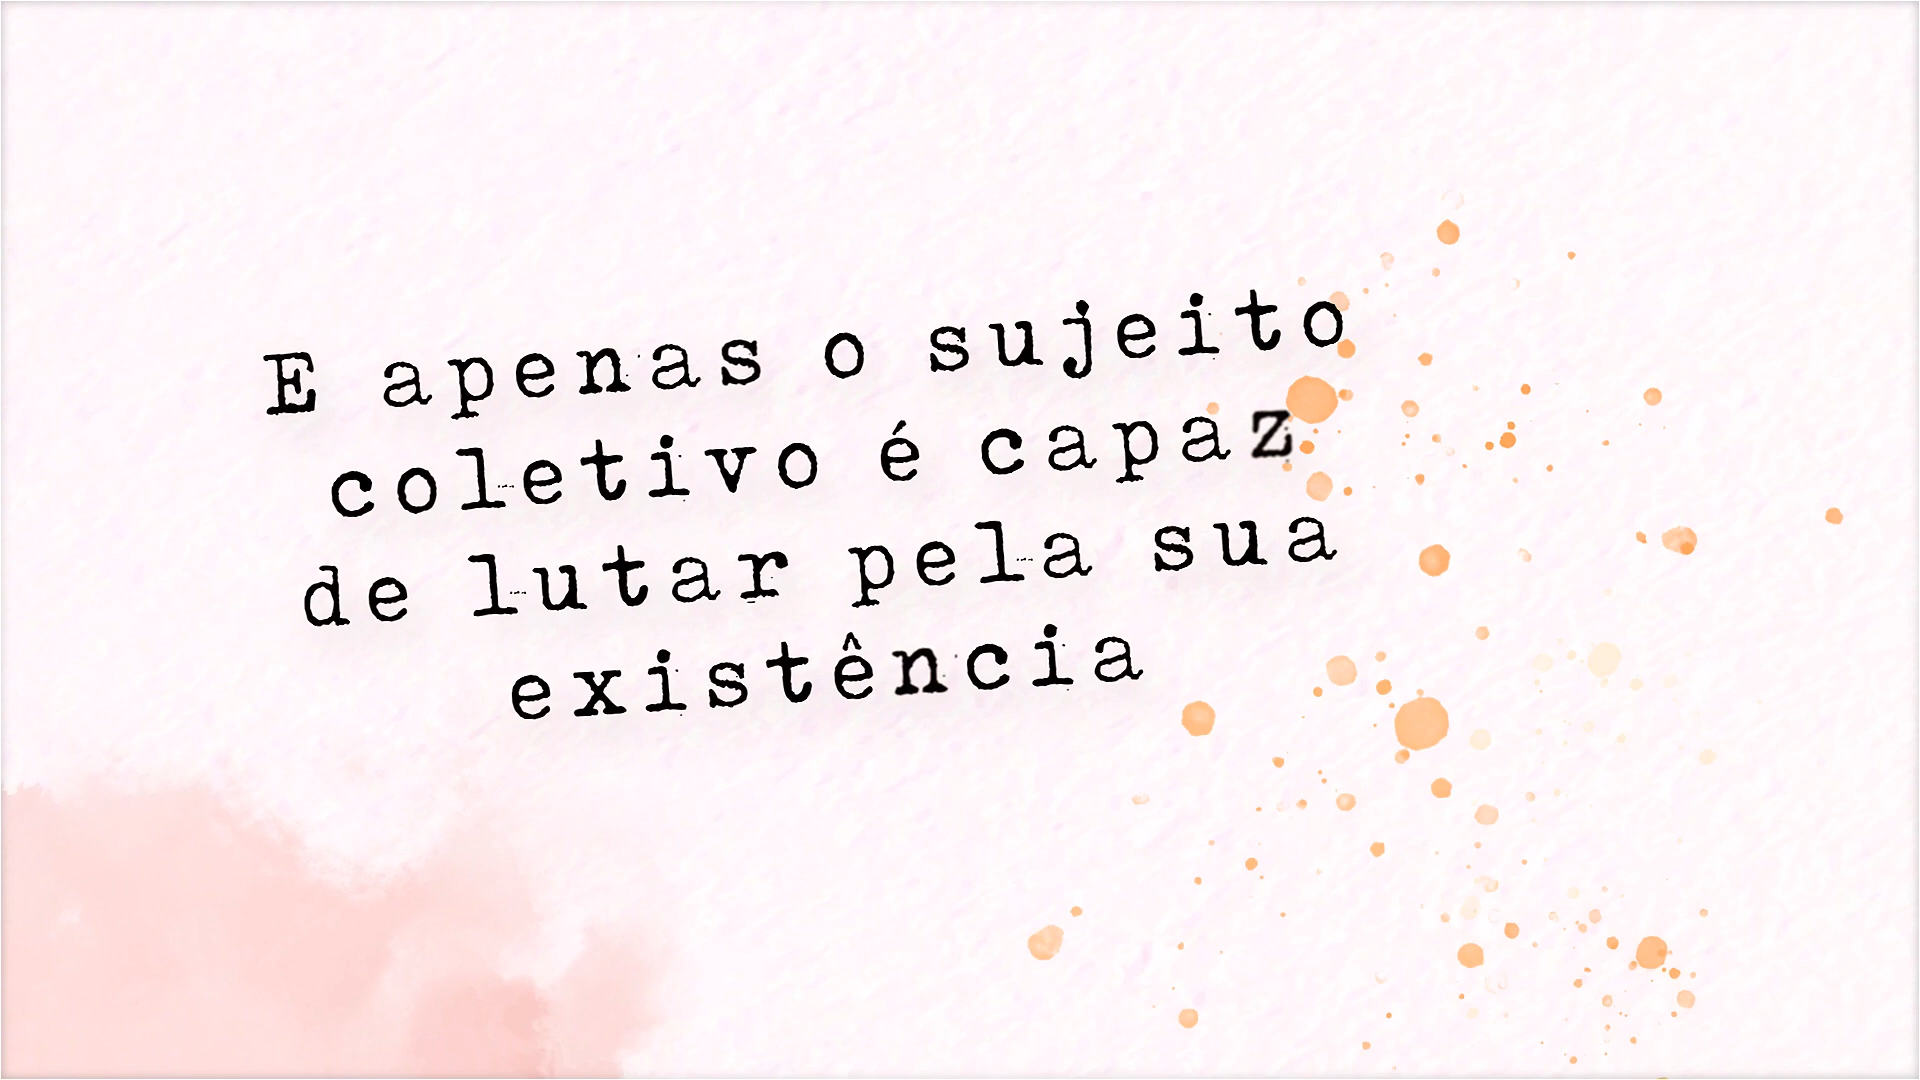 E apenas o sujeito
coletivo é capaz
de lutar pela sua
existência